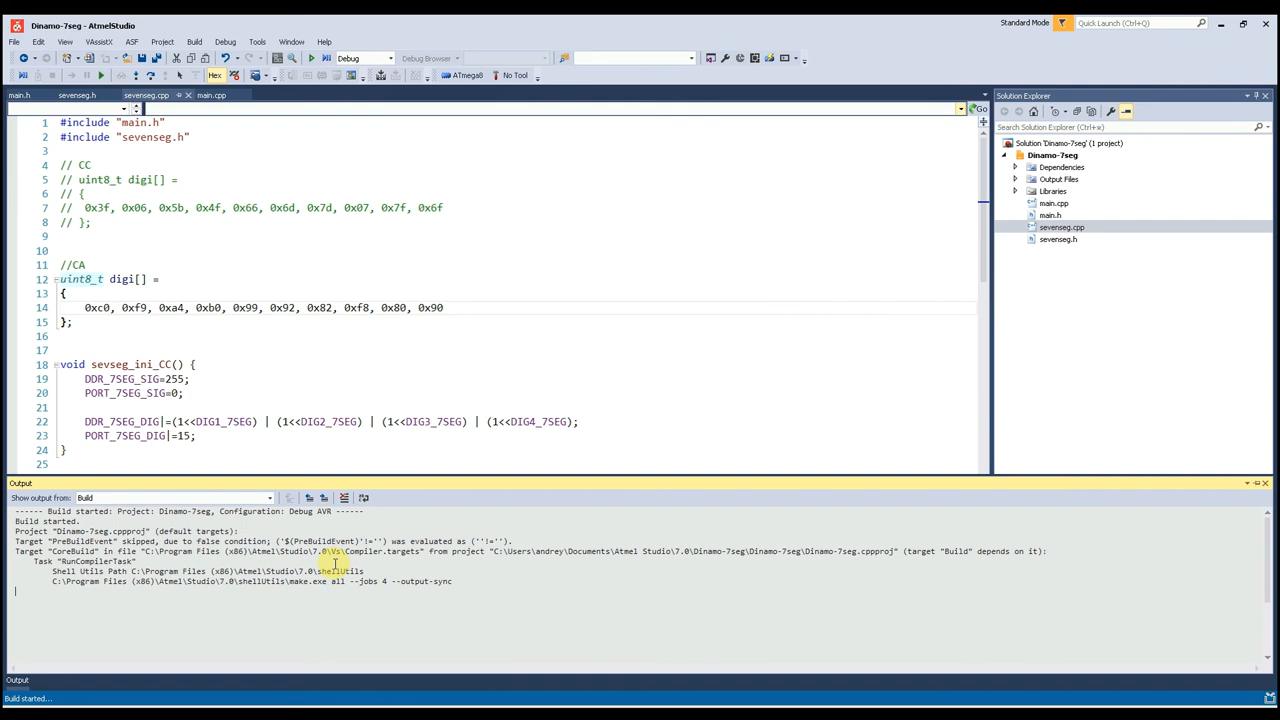 Dinamo-7seg - AtmelStudio
Standard Mode
Quick Launch (Ctrl+Q)
File Edit View VAssistX ASF Project Build Debug Tools Window Help
Debug
Debug Browser
Hex
ATmega8
No Tool
main.h sevenseg.h sevenseg.cpp main.cpp
Go
1 #include "main.h"
2 #include "sevenseg.h"
3
4 // CC
5 // uint8_t digi[] =
6 // {
7 // 0x3f, 0x06, 0x5b, 0x4f, 0x66, 0x6d, 0x7d, 0x07, 0x7f, 0x6f
8 // };
9
10
11 //CA
12 uint8_t digi[] =
13 {
14 0xc0, 0xf9, 0xa4, 0xb0, 0x99, 0x92, 0x82, 0xf8, 0x80, 0x90
15 };
16
17
18 void sevseg_ini_CC() {
19 DDR_7SEG_SIG=255;
20 PORT_7SEG_SIG=0;
21
22 DDR_7SEG_DIG|=(1<<DIG1_7SEG) | (1<<DIG2_7SEG) | (1<<DIG3_7SEG) | (1<<DIG4_7SEG);
23 PORT_7SEG_DIG|=15;
24 }
25
Solution Explorer
Search Solution Explorer (Ctrl+ж)
Solution 'Dinamo-7seg' (1 project)
Dinamo-7seg
Dependencies
Output Files
Libraries
main.cpp
main.h
sevenseg.cpp
sevenseg.h
Output
Show output from: Build
------ Build started: Project: Dinamo-7seg, Configuration: Debug AVR ------
Build started.
Project "Dinamo-7seg.cppproj" (default targets):
Target "PreBuildEvent" skipped, due to false condition; ('$(PreBuildEvent)'!='') was evaluated as (''!='').
Target "CoreBuild" in file "C:\Program Files (x86)\Atmel\Studio\7.0\Vs\Compiler.targets" from project "C:\Users\andrey\Documents\Atmel Studio\7.0\Dinamo-7seg\Dinamo-7seg\Dinamo-7seg.cppproj" (target "Build" depends on it):
Task "RunCompilerTask"
Shell Utils Path C:\Program Files (x86)\Atmel\Studio\7.0\shellUtils
C:\Program Files (x86)\Atmel\Studio\7.0\shellUtils\make.exe all --jobs 4 --output-sync
Output
Build started...